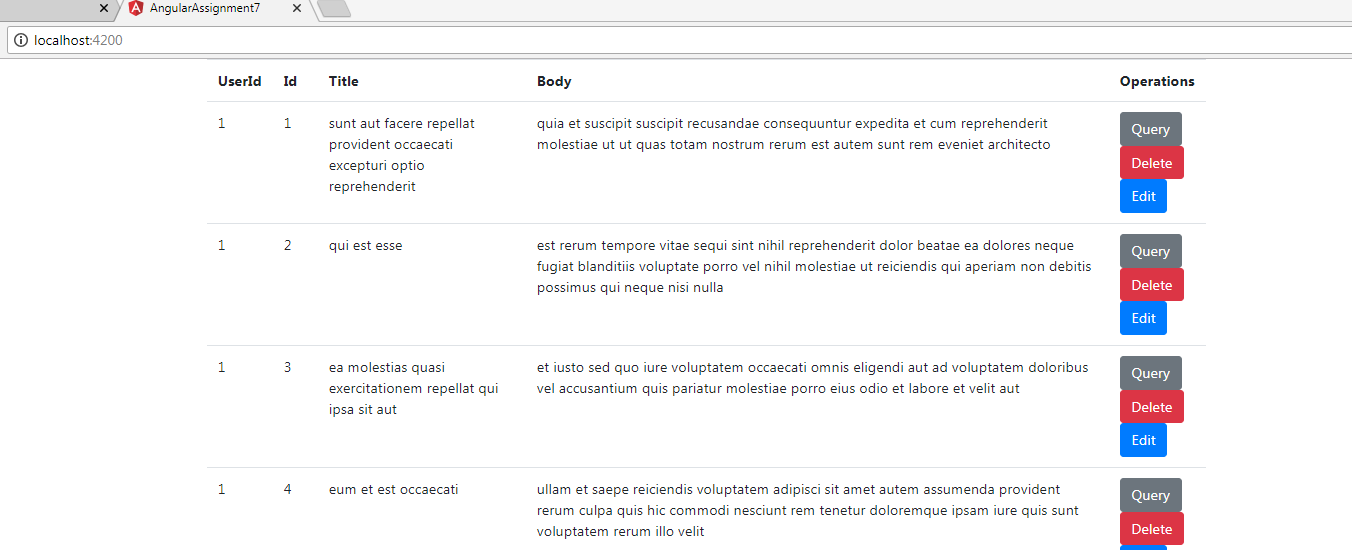 AngularAssignment7
localhost:4200
UserId Id Title Body Operations
1 1 sunt aut facere repellat quia et suscipit suscipit recusandae consequuntur expedita et cum reprehenderit Query
provident occaecati molestiae ut ut quas totam nostrum rerum est autem sunt rem eveniet architecto
excepturi optio Delete
reprehenderit Edit
1 2 qui est esse est rerum tempore vitae sequi sint nihil reprehenderit dolor beatae ea dolores neque Query
fugiat blanditiis voluptate porro vel nihil molestiae ut reiciendis qui aperiam non debitis
possimus qui neque nisi nulla Delete
Edit
1 3 ea molestias quasi et iusto sed quo iure voluptatem occaecati omnis eligendi aut ad voluptatem doloribus Query
exercitationem repellat qui vel accusantium quis pariatur molestiae porro eius odio et labore et velit aut
ipsa sit aut Delete
Edit
1 4 eum et est occaecati ullam et saepe reiciendis voluptatem adipisci sit amet autem assumenda provident Query
rerum culpa quis hic commodi nesciunt rem tenetur doloremque ipsam iure quis sunt
voluptatem rerum illo velit Delete